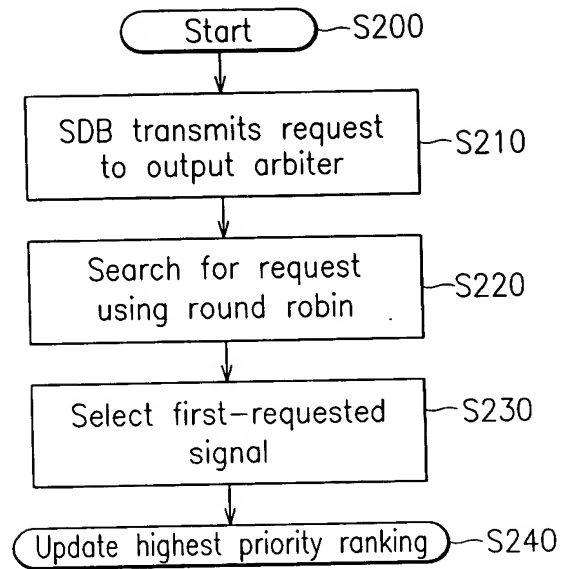 Start
S200
SDB transmits request
to output arbiter
S210
Search for request
using round robin
S220
Select first-requested
signal
S230
Update highest priority ranking
S240